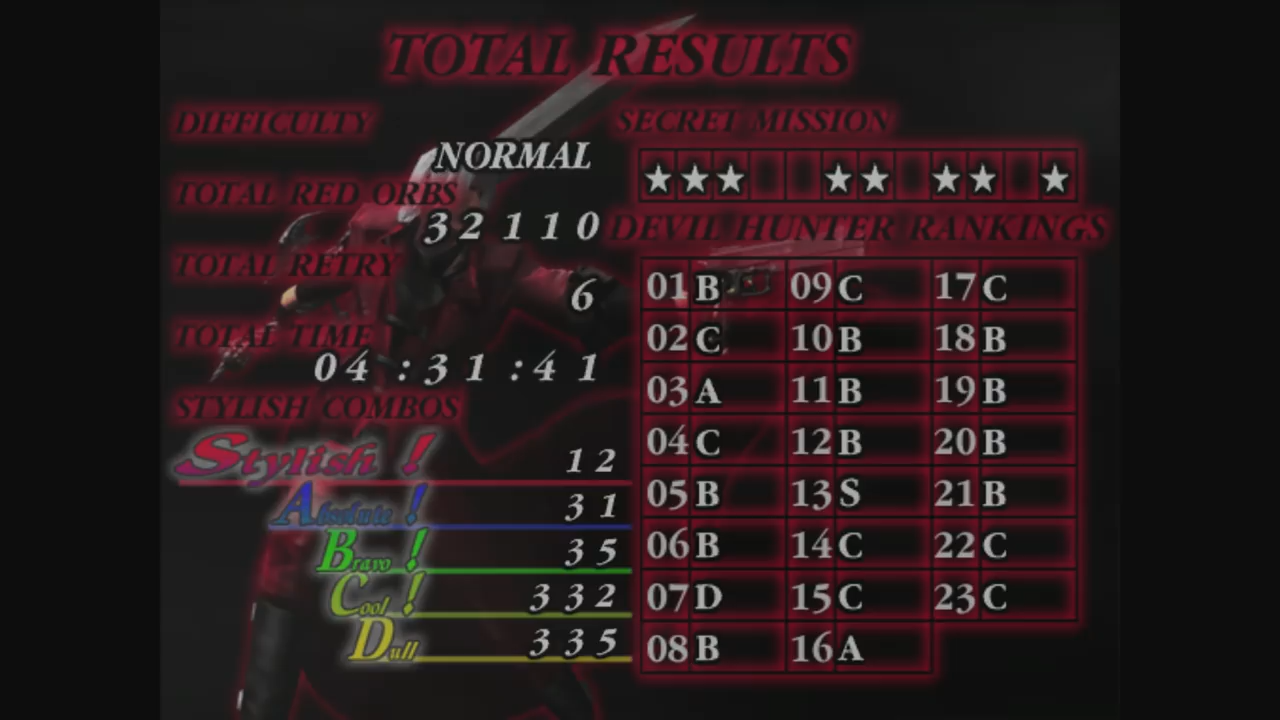 TOTAL RESULTS
DIFFICULTY
NORMAL
TOTAL RED ORBS
32110
TOTAL RETRY
6
TOTAL TIME
04:31:41
STYLISH COMBOS
Stylish! 12
Absolute! 31
Bravo! 35
Cool! 332
Dull 335
SECRET MISSION
★★★ ★★ ★★ ★
DEVIL HUNTER RANKINGS
01 B 09 C 17 C
02 C 10 B 18 B
03 A 11 B 19 B
04 C 12 B 20 B
05 B 13 S 21 B
06 B 14 C 22 C
07 D 15 C 23 C
08 B 16 A